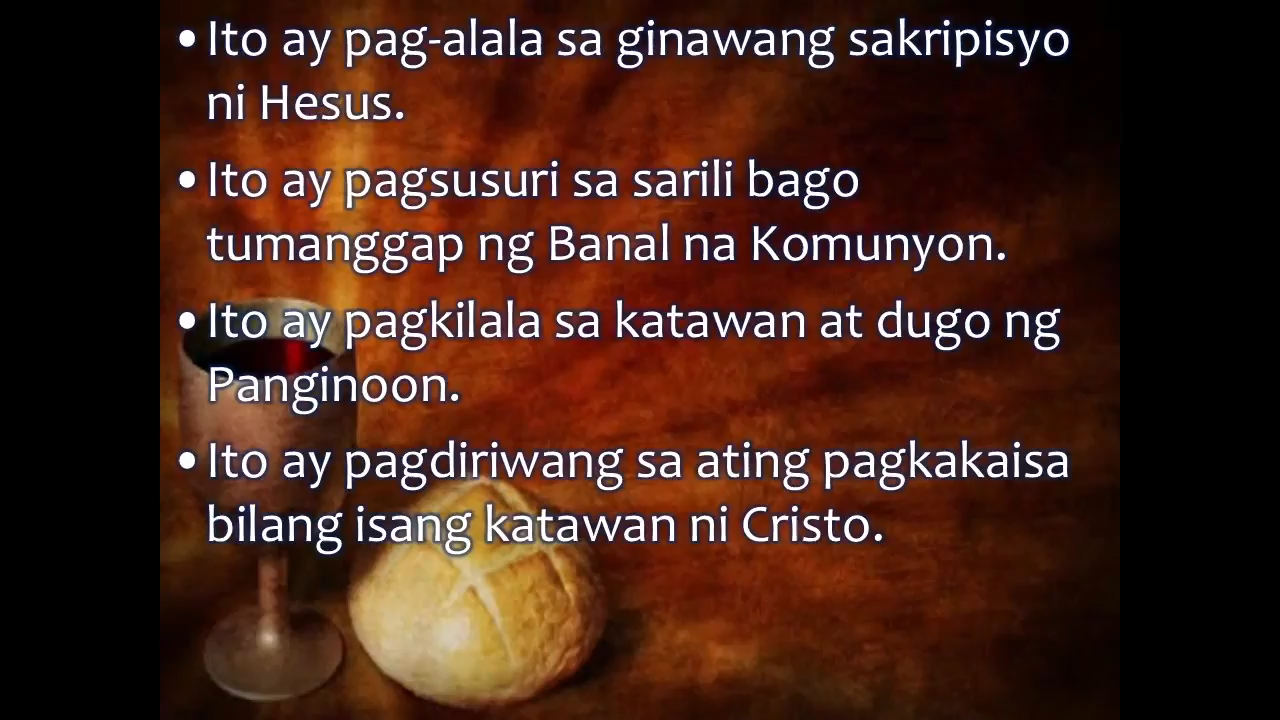 •Ito ay pag-alala sa ginawang sakripisyo
ni Hesus.
•Ito ay pagsusuri sa sarili bago
tumanggap ng Banal na Komunyon.
•Ito ay pagkilala sa katawan at dugo ng
Panginoon.
•Ito ay pagdiriwang sa ating pagkakaisa
bilang isang katawan ni Cristo.